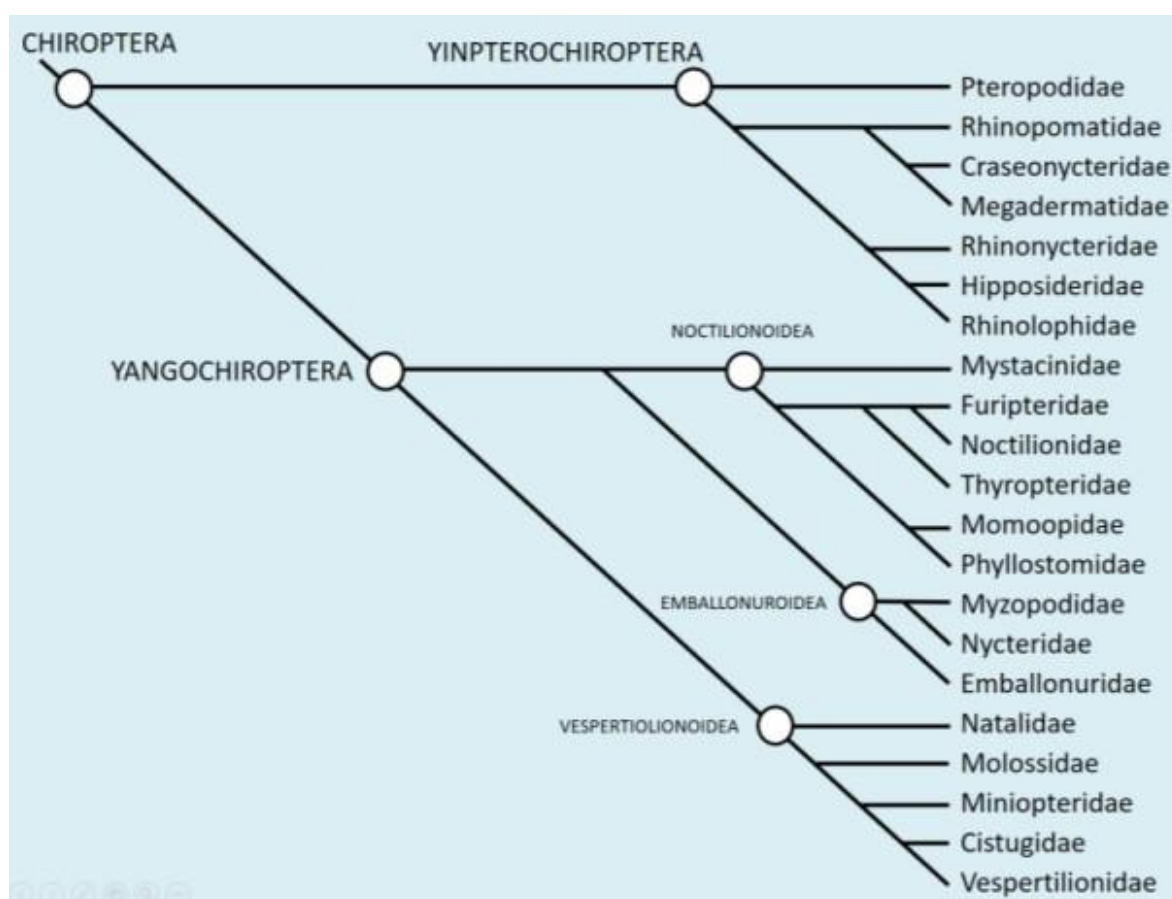 CHIROPTERA
YINPTEROCHIROPTERA
Pteropodidae
Rhinopomatidae
Craseonycteridae
Megadermatidae
Rhinonycteridae
Hipposideridae
Rhinolophidae
NOCTILIONOIDEA
YANGOCHIROPTERA
Mystacinidae
Furipteridae
Noctilionidae
Thyropteridae
Momoopidae
Phyllostomidae
EMBALLONUROIDEA
Myzopodidae
Nycteridae
Emballonuridae
VESPERTIOLIONOIDEA
Natalidae
Molossidae
Miniopteridae
Cistugidae
Vespertilionidae